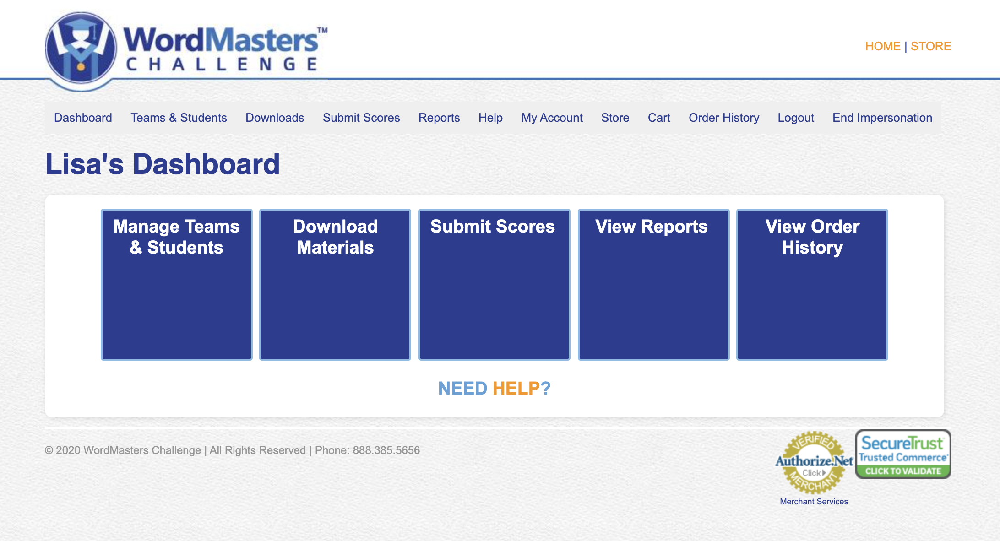 WordMasters™
CHALLENGE
HOME | STORE
Dashboard Teams & Students Downloads Submit Scores Reports Help My Account Store Cart Order History Logout End Impersonation
Lisa's Dashboard
Manage Teams
& Students
Download
Materials
Submit Scores
View Reports
View Order
History
NEED HELP?
© 2020 WordMasters Challenge | All Rights Reserved | Phone: 888.385.5656
VERIFIED
Authorize.Net
Click
MERCHANT
Merchant Services
SecureTrust™
Trusted Commerce®
CLICK TO VALIDATE